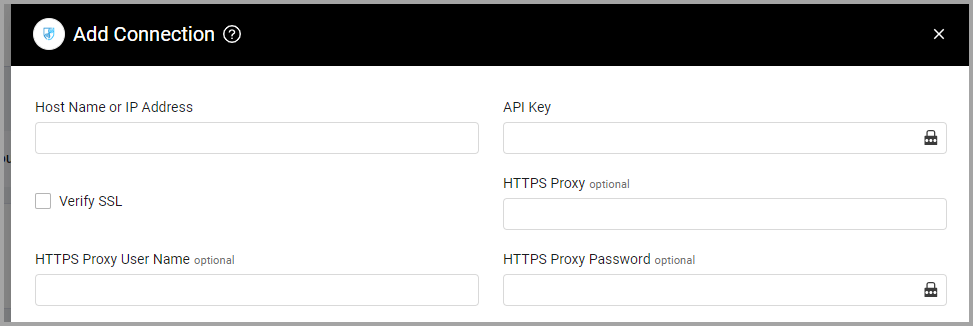 Add Connection ?
Host Name or IP Address
API Key
Verify SSL
HTTPS Proxy optional
HTTPS Proxy User Name optional
HTTPS Proxy Password optional